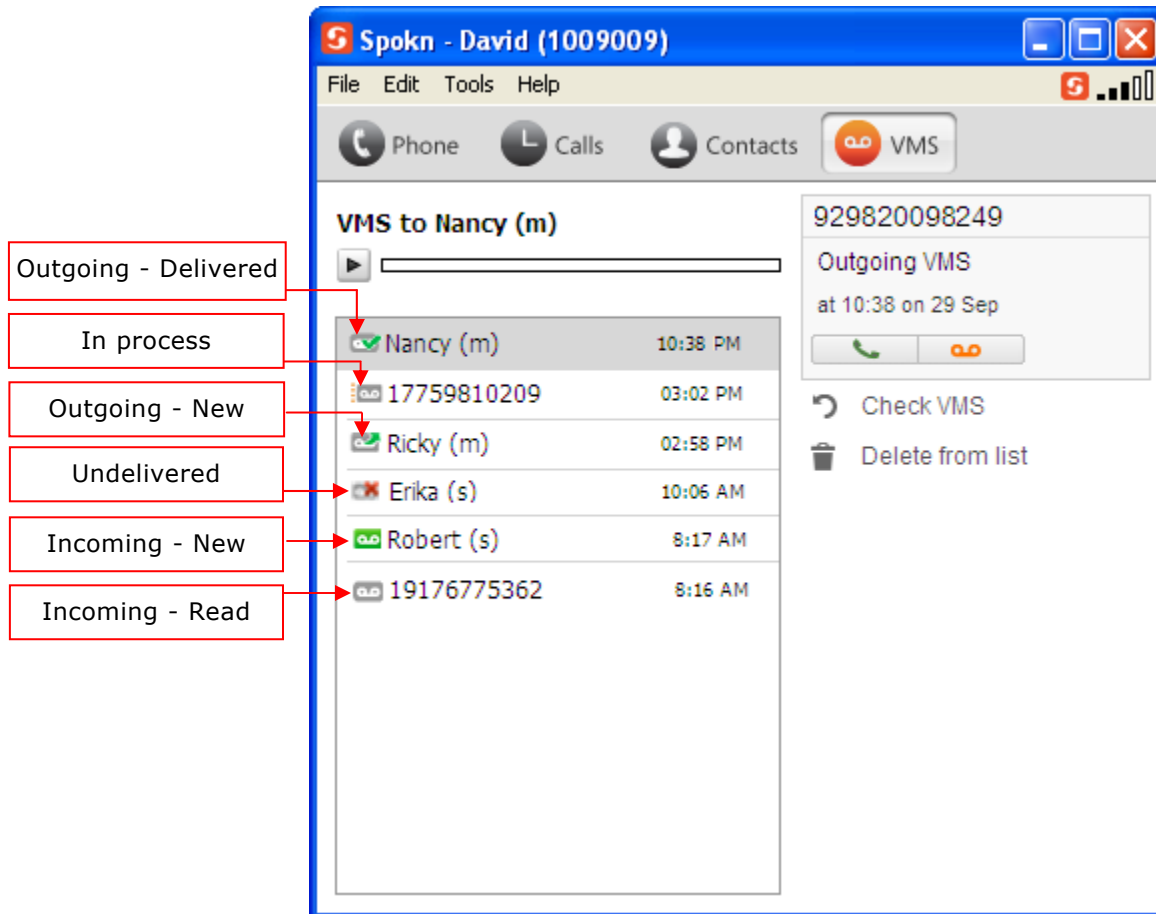 Spokn - David (1009009)
File Edit Tools Help
Phone Calls Contacts VMS
VMS to Nancy (m)
929820098249
Outgoing VMS
at 10:38 on 29 Sep
Check VMS
Delete from list
Outgoing - Delivered
In process
Outgoing - New
Undelivered
Incoming - New
Incoming - Read
Nancy (m) 10:38 PM
17759810209 03:02 PM
Ricky (m) 02:58 PM
Erika (s) 10:06 AM
Robert (s) 8:17 AM
19176775362 8:16 AM